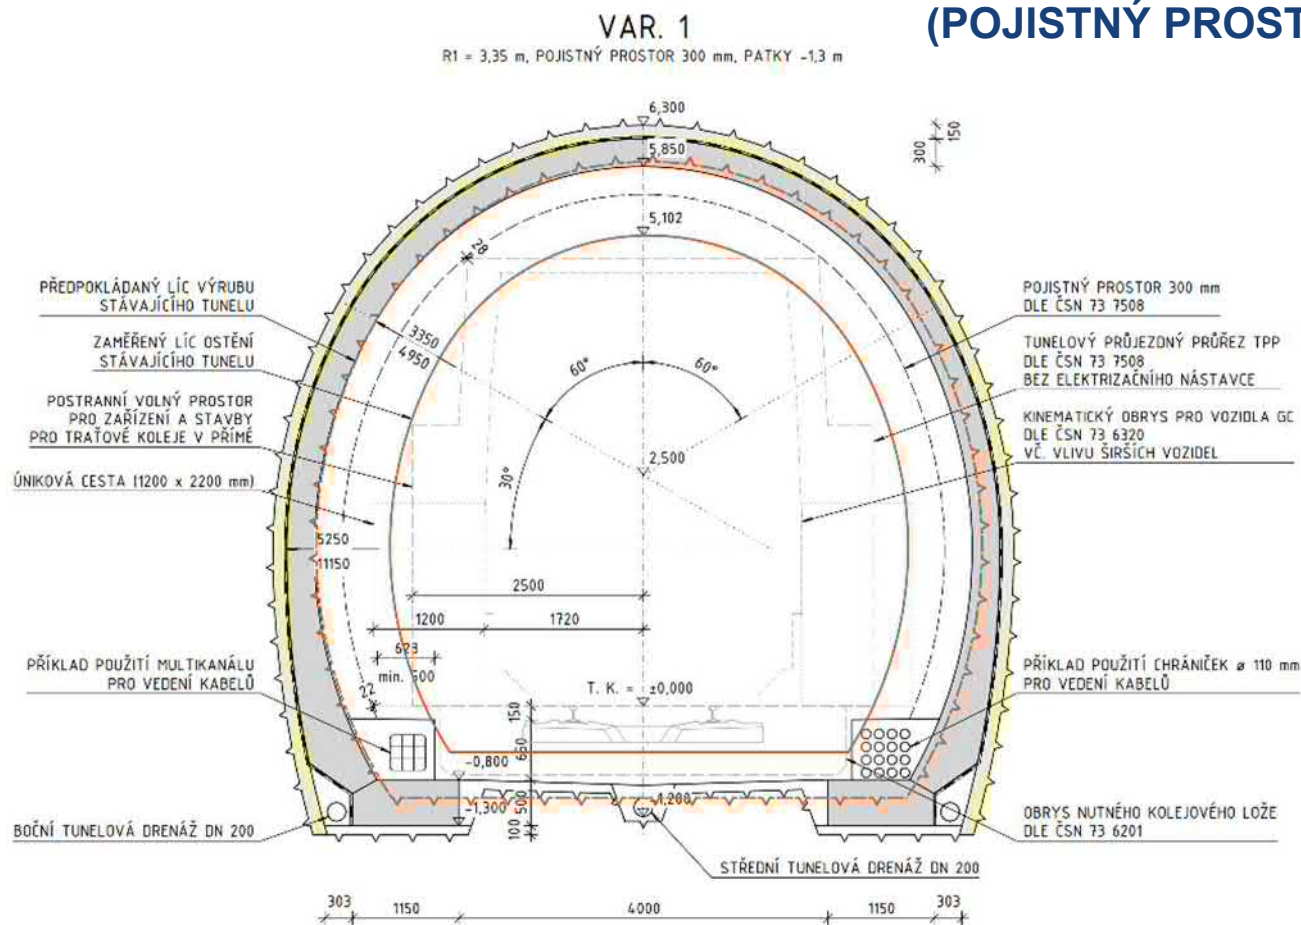 (POJISTNÝ PROST
VAR. 1
R1 = 3,35 m, POJISTNÝ PROSTOR 300 mm, PATKY -1,3 m
6,300
150
300
5,850
5,102
28
PŘEDPOKLÁDANÝ LÍC VÝRUBU
STÁVAJÍCÍHO TUNELU
ZAMĚŘENÝ LÍC OSTĚNÍ
STÁVAJÍCÍHO TUNELU
POSTRANNÍ VOLNÝ PROSTOR
PRO ZAŘÍZENÍ A STAVBY
PRO TRAŤOVÉ KOLEJE V PŘÍMÉ
ÚNIKOVÁ CESTA (1200 x 2200 mm)
POJISTNÝ PROSTOR 300 mm
DLE ČSN 73 7508
TUNELOVÝ PRŮJEZDNÝ PRŮŘEZ TPP
DLE ČSN 73 7508
BEZ ELEKTRIZAČNÍHO NÁSTAVCE
KINEMATICKÝ OBRYS PRO VOZIDLA GC
DLE ČSN 73 6320
VČ. VLIVU ŠIRŠÍCH VOZIDEL
3350
4950
60°
60°
30°
2,500
5250
11150
2500
1200
1720
623
min. 500
22
T. K. = ±0,000
150
650
-0,800
-1,300
500
100
-1,200
PŘÍKLAD POUŽITÍ MULTIKANÁLU
PRO VEDENÍ KABELŮ
PŘÍKLAD POUŽITÍ CHRÁNIČEK ø 110 mm
PRO VEDENÍ KABELŮ
BOČNÍ TUNELOVÁ DRENÁŽ DN 200
OBRYS NUTNÉHO KOLEJOVÉHO LOŽE
DLE ČSN 73 6201
STŘEDNÍ TUNELOVÁ DRENÁŽ DN 200
303
1150
4000
1150
303